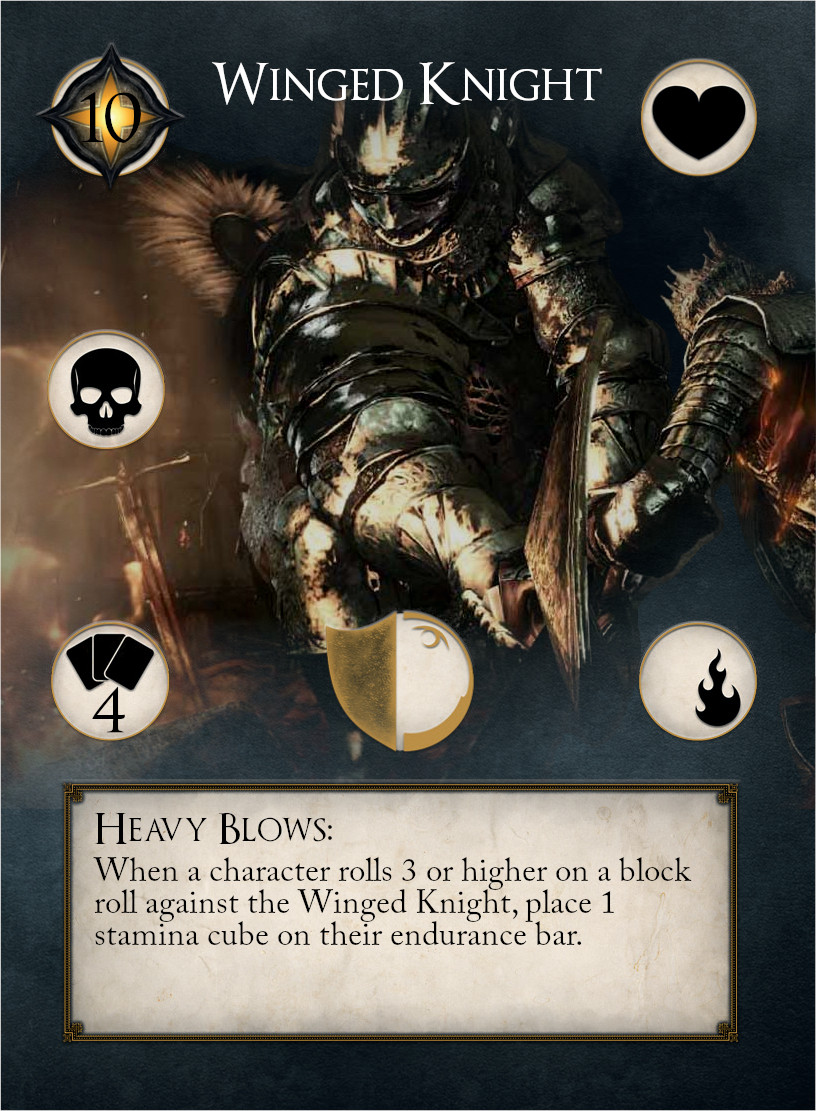 Winged Knight
10
4
Heavy Blows:
When a character rolls 3 or higher on a block
roll against the Winged Knight, place 1
stamina cube on their endurance bar.